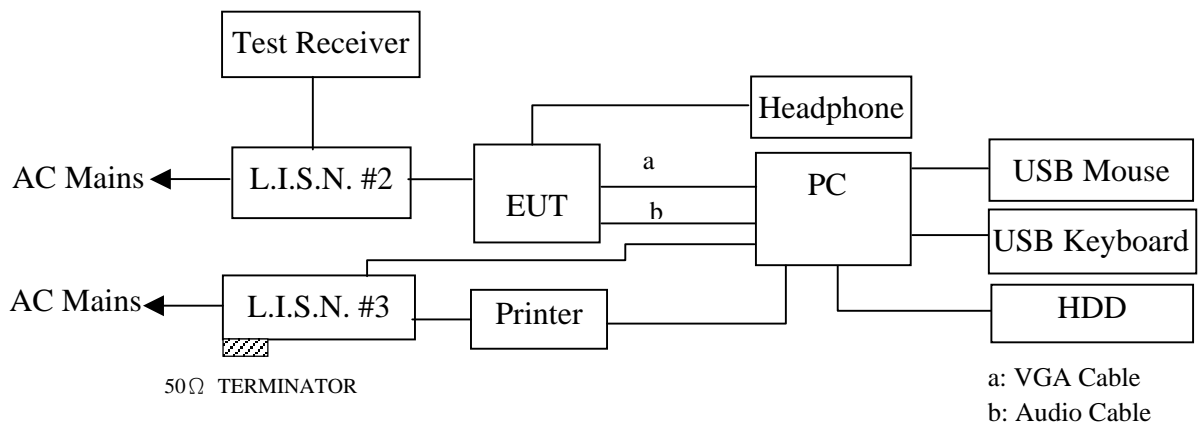 Test Receiver
Headphone
AC Mains
L.I.S.N. #2
EUT
a
b
PC
USB Mouse
USB Keyboard
HDD
AC Mains
L.I.S.N. #3
Printer
50Ω TERMINATOR
a: VGA Cable
b: Audio Cable